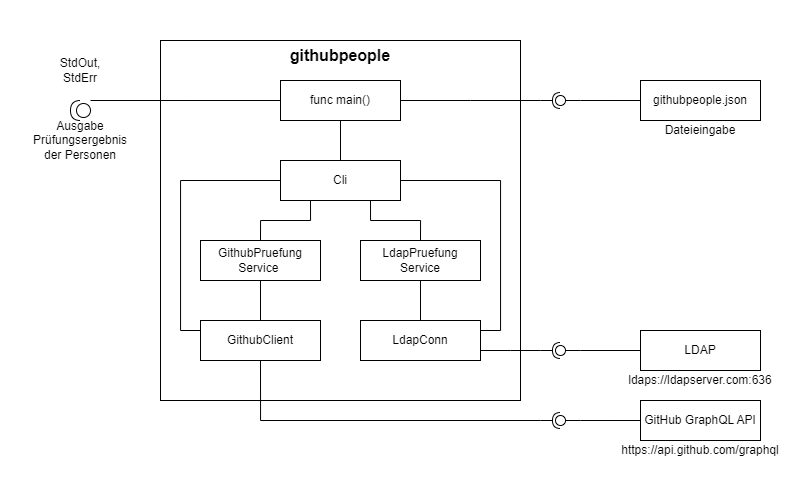 githubpeople
StdOut,
StdErr
func main()
githubpeople.json
Ausgabe
Prüfungsergebnis
der Personen
Dateieingabe
Cli
GithubPruefung
Service
LdapPruefung
Service
GithubClient
LdapConn
LDAP
ldaps://ldapserver.com:636
GitHub GraphQL API
https://api.github.com/graphql